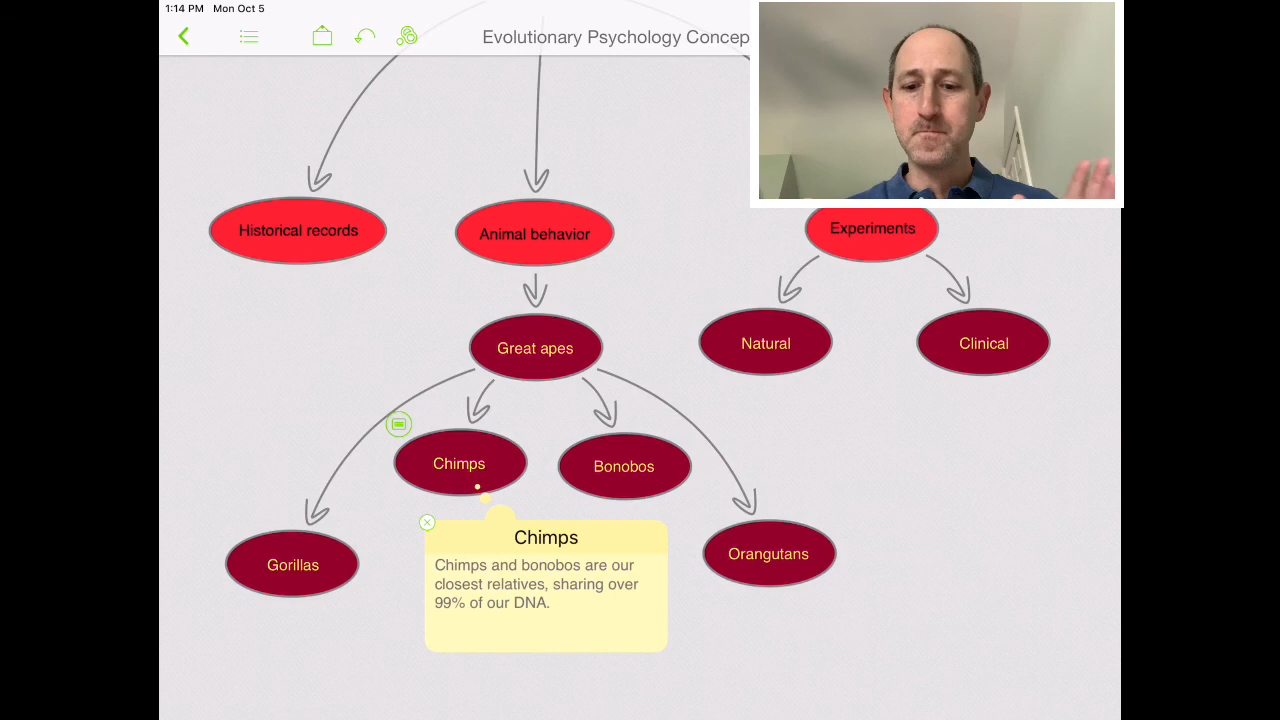 1:14 PM Mon Oct 5
Evolutionary Psychology Concep
Historical records
Animal behavior
Experiments
Great apes
Natural
Clinical
Chimps
Bonobos
Gorillas
Orangutans
Chimps
Chimps and bonobos are our
closest relatives, sharing over
99% of our DNA.